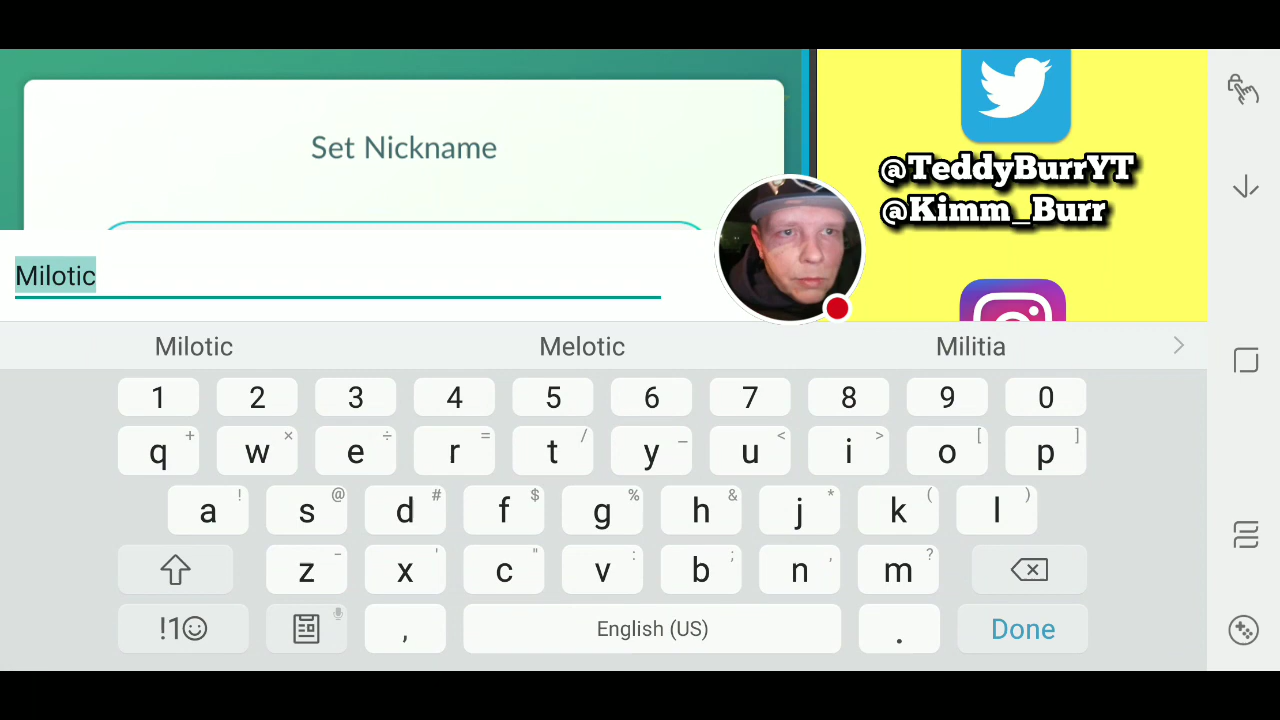 Set Nickname
@TeddyBurrYT
@Kimm_Burr
Milotic
Milotic Melotic Militia
1 2 3 4 5 6 7 8 9 0
q + w × e ÷ r = t / y _ u < i > o [ p ]
a ! s @ d # f $ g % h & j * k ( l )
z - x ' c " v : b ; n , m ?
!1☺ , English (US) . Done